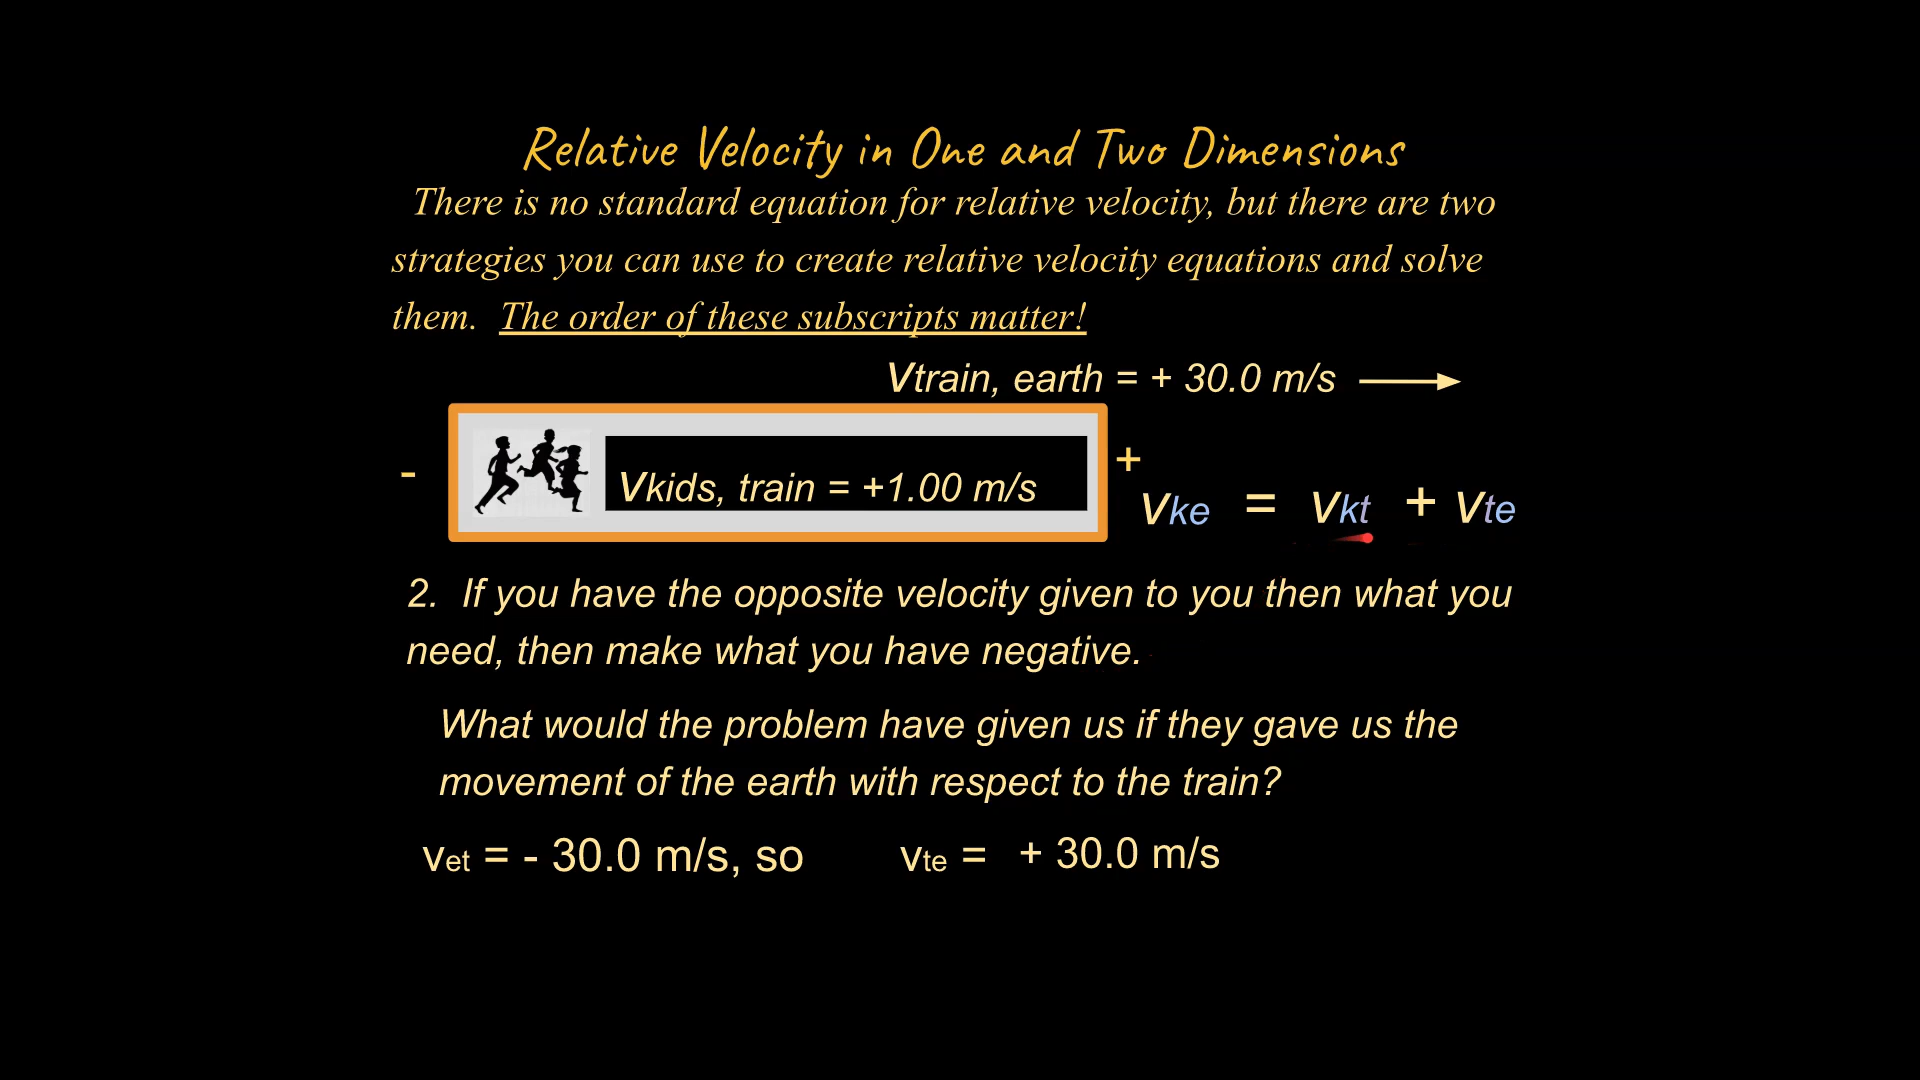 Relative Velocity in One and Two Dimensions
There is no standard equation for relative velocity, but there are two
strategies you can use to create relative velocity equations and solve
them. The order of these subscripts matter!
Vtrain, earth = + 30.0 m/s
- Vkids, train = +1.00 m/s +
Vke = Vkt + Vte
2. If you have the opposite velocity given to you then what you
need, then make what you have negative.
What would the problem have given us if they gave us the
movement of the earth with respect to the train?
vet = - 30.0 m/s, so vte = + 30.0 m/s